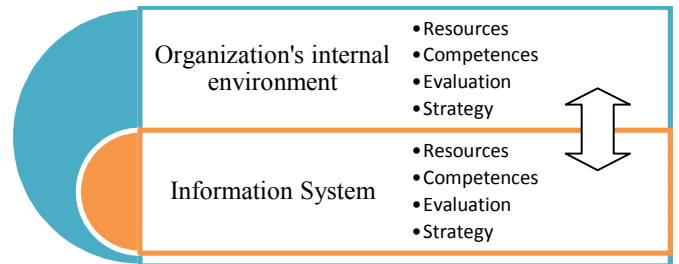 Organization's internal
environment
•Resources
•Competences
•Evaluation
•Strategy
Information System
•Resources
•Competences
•Evaluation
•Strategy